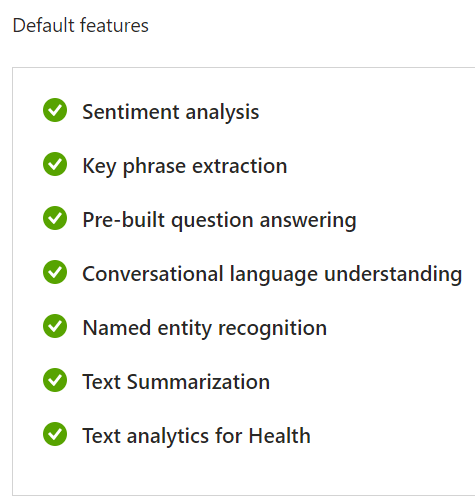 Default features
Sentiment analysis
Key phrase extraction
Pre-built question answering
Conversational language understanding
Named entity recognition
Text Summarization
Text analytics for Health